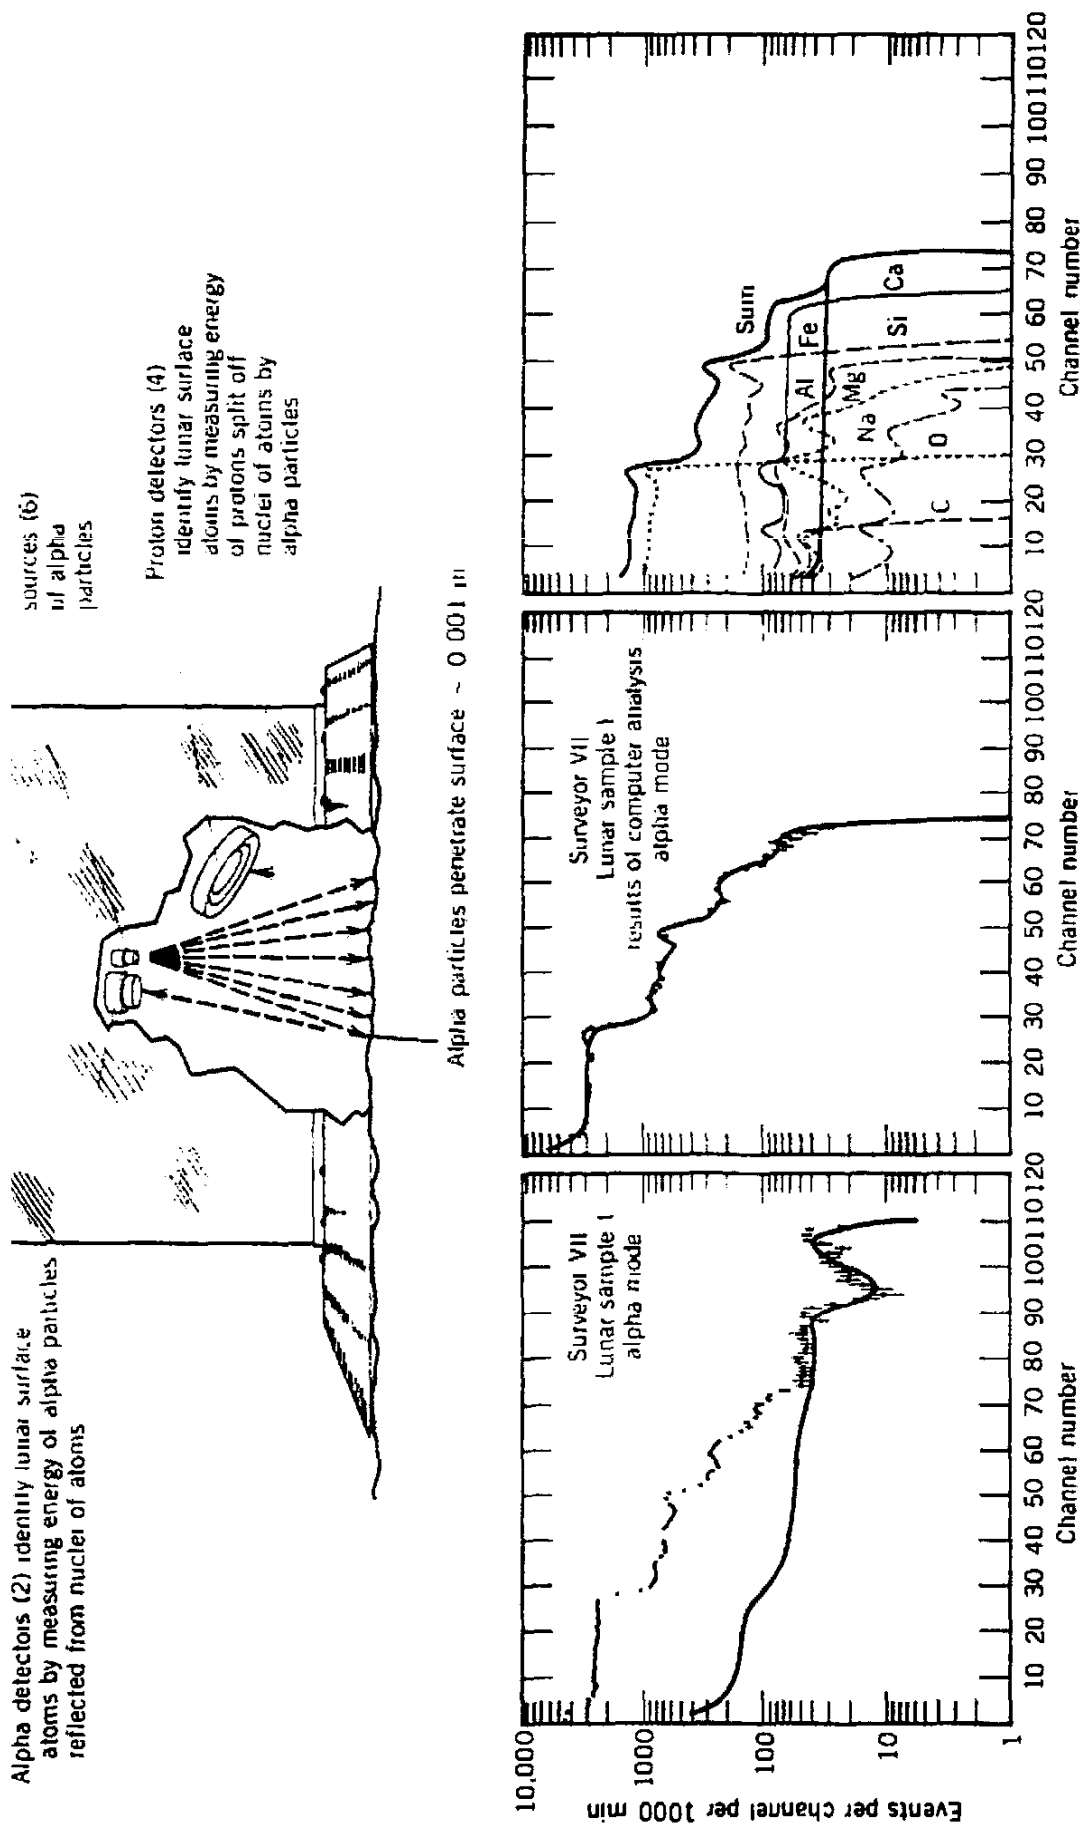 Alpha detectors (2) identify lunar surface
atoms by measuring energy of alpha particles
reflected from nuclei of atoms
sources (6)
of alpha
particles
Proton detectors (4)
identify lunar surface
atoms by measuring energy
of protons split off
nuclei of atoms by
alpha particles
Alpha particles penetrate surface ~ 0 001 m
Events per channel per 1000 min
10,000
1000
100
10
1
Surveyor VII
Lunar sample 1
alpha mode
10 20 30 40 50 60 70 80 90 100 110 120
Channel number
Surveyor VII
Lunar sample 1
results of computer analysis
alpha mode
10 20 30 40 50 60 70 80 90 100 110 120
Channel number
Sum
Fe
Ca
Al
Si
Mg
Na
O
C
10 20 30 40 50 60 70 80 90 100 110 120
Channel number